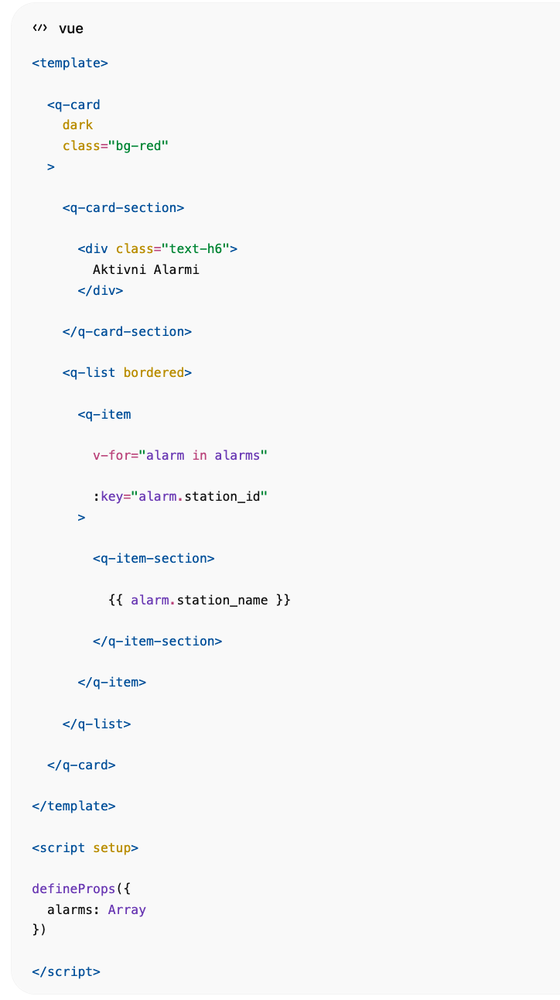 vue
<template>
<q-card
dark
class="bg-red"
>
<q-card-section>
<div class="text-h6">
Aktivni Alarmi
</div>
</q-card-section>
<q-list bordered>
<q-item
v-for="alarm in alarms"
:key="alarm.station_id"
>
<q-item-section>
{{ alarm.station_name }}
</q-item-section>
</q-item>
</q-list>
</q-card>
</template>
<script setup>
defineProps({
alarms: Array
})
</script>